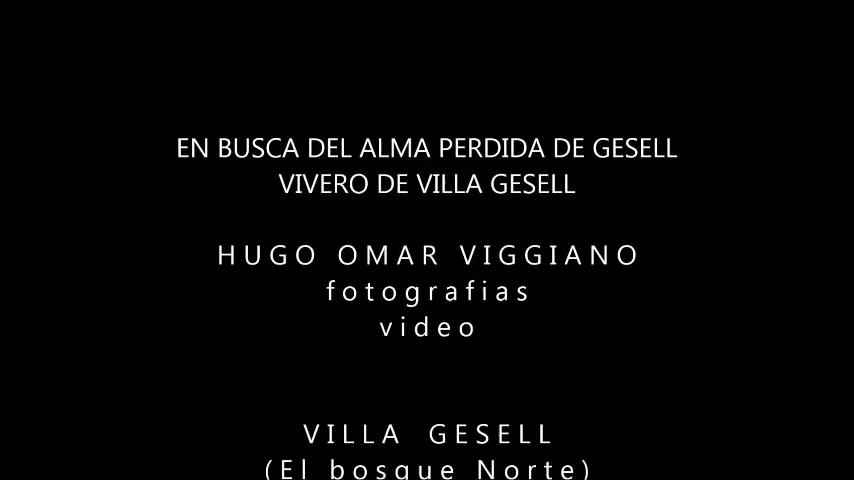 EN BUSCA DEL ALMA PERDIDA DE GESELL
VIVERO DE VILLA GESELL
HUGO OMAR VIGGIANO
fotografias
video
VILLA GESELL
(El bosque Norte)